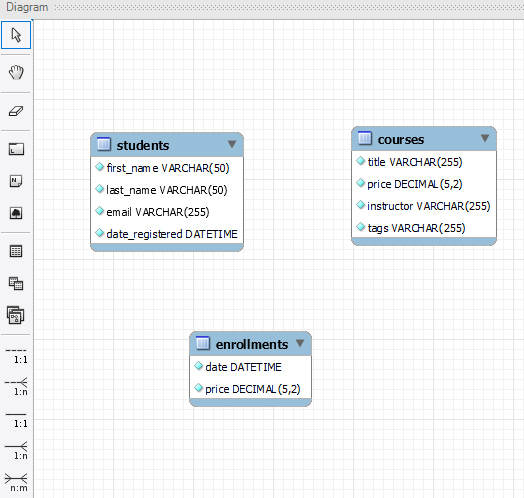 Diagram
students
first_name VARCHAR(50)
last_name VARCHAR(50)
email VARCHAR(255)
date_registered DATETIME
courses
title VARCHAR(255)
price DECIMAL(5,2)
instructor VARCHAR(255)
tags VARCHAR(255)
enrollments
date DATETIME
price DECIMAL(5,2)
1:1
1:n
1:1
1:n
n:m